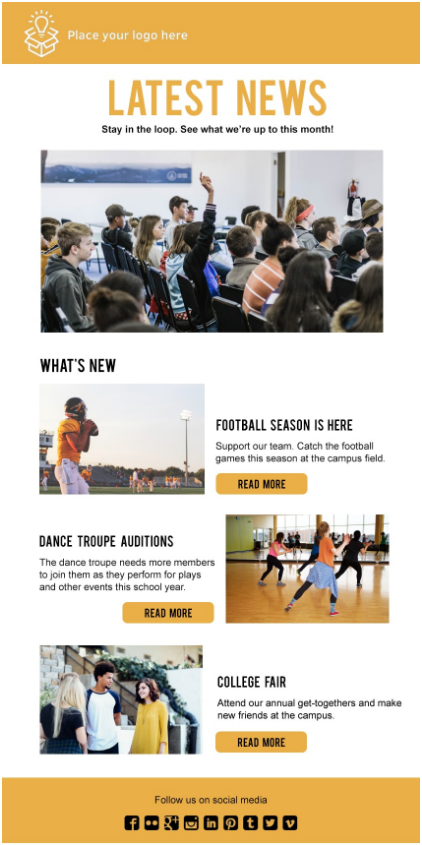 Place your logo here
LATEST NEWS
Stay in the loop. See what we're up to this month!
WHAT'S NEW
FOOTBALL SEASON IS HERE
Support our team. Catch the football
games this season at the campus field.
READ MORE
DANCE TROUPE AUDITIONS
The dance troupe needs more members
to join them as they perform for plays
and other events this school year.
READ MORE
COLLEGE FAIR
Attend our annual get-togethers and make
new friends at the campus.
READ MORE
Follow us on social media